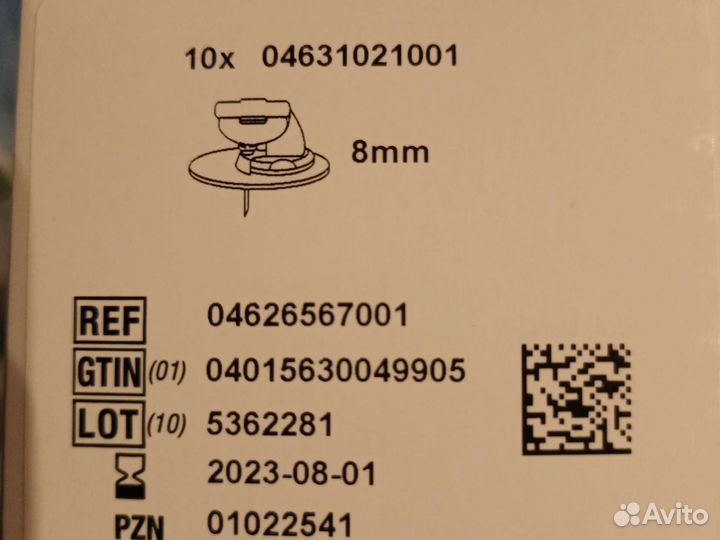 10x 04631021001
8mm
REF 04626567001
GTIN (01) 04015630049905
LOT (10) 5362281
2023-08-01
PZN 01022541
Avito